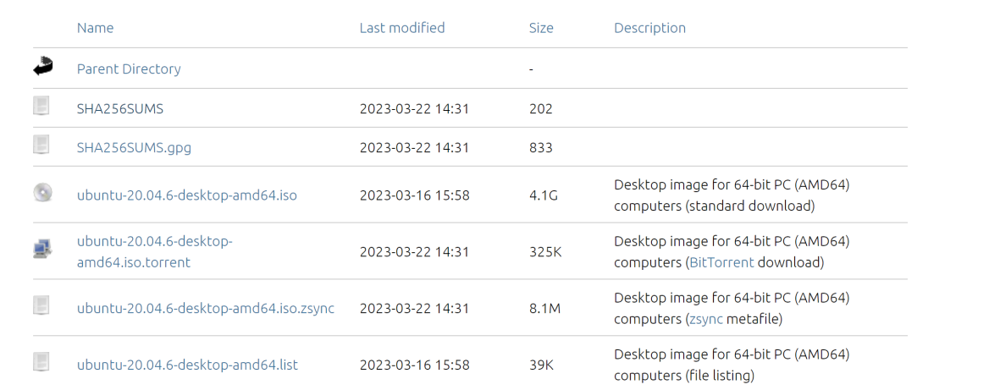 Name Last modified Size Description
Parent Directory -
SHA256SUMS 2023-03-22 14:31 202
SHA256SUMS.gpg 2023-03-22 14:31 833
ubuntu-20.04.6-desktop-amd64.iso 2023-03-16 15:58 4.1G Desktop image for 64-bit PC (AMD64)
computers (standard download)
ubuntu-20.04.6-desktop-
amd64.iso.torrent 2023-03-22 14:31 325K Desktop image for 64-bit PC (AMD64)
computers (BitTorrent download)
ubuntu-20.04.6-desktop-amd64.iso.zsync 2023-03-22 14:31 8.1M Desktop image for 64-bit PC (AMD64)
computers (zsync metafile)
ubuntu-20.04.6-desktop-amd64.list 2023-03-16 15:58 39K Desktop image for 64-bit PC (AMD64)
computers (file listing)